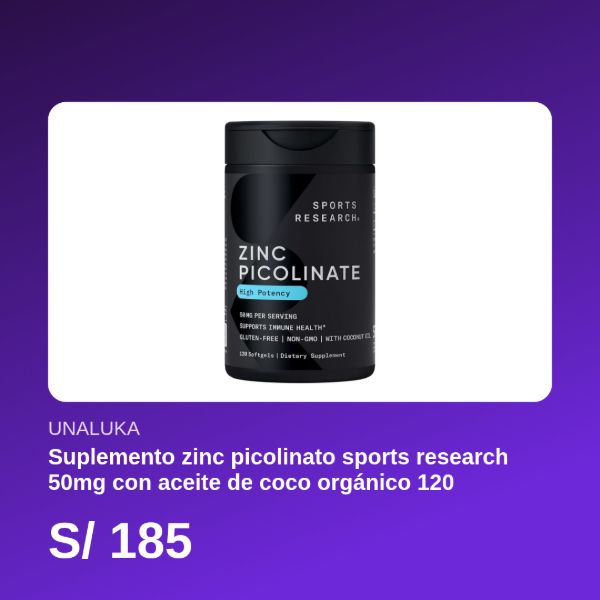 SPORTS
RESEARCH®
ZINC
PICOLINATE
High Potency
50MG PER SERVING
SUPPORTS IMMUNE HEALTH*
GLUTEN-FREE | NON-GMO | WITH COCONUT OIL
120 Softgels | Dietary Supplement
UNALUKA
Suplemento zinc picolinato sports research
50mg con aceite de coco orgánico 120
S/ 185